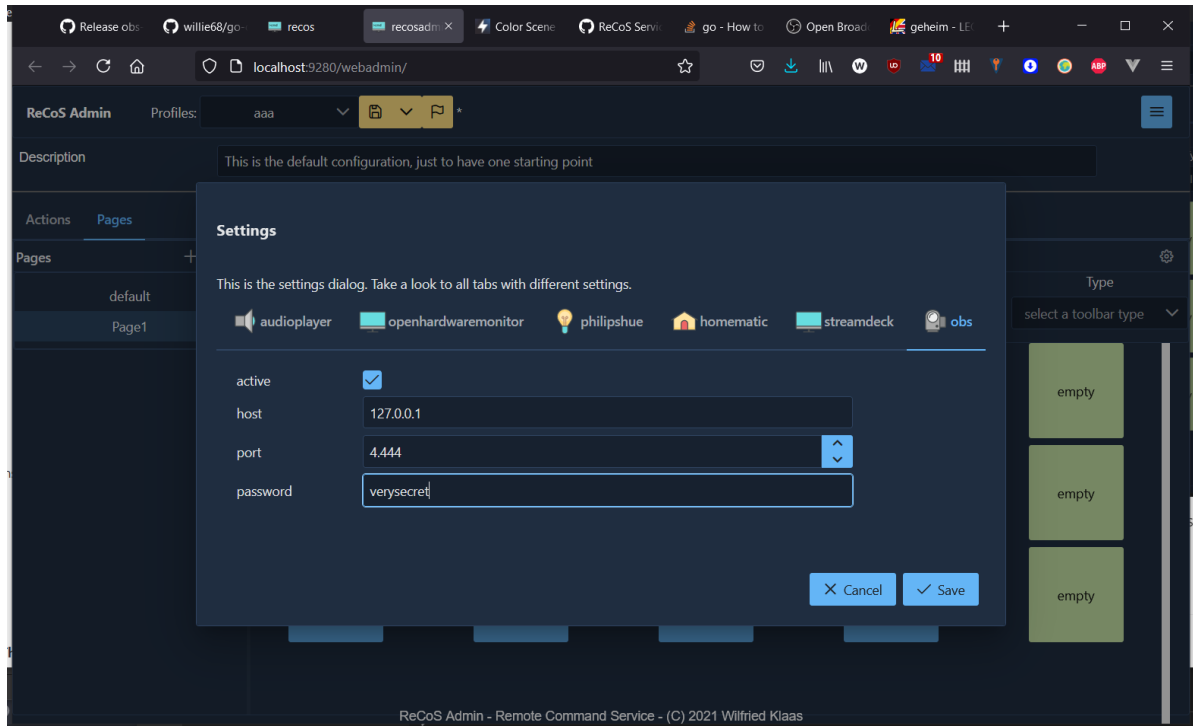 Release obs- willie68/go- recos recosadm Color Scene ReCoS Servic go - How to Open Broad geheim - LE
localhost:9280/webadmin/ 10
ReCoS Admin Profiles: aaa *
Description This is the default configuration, just to have one starting point
Actions Pages
Pages
default
Page1
Type
select a toolbar type
Settings
This is the settings dialog. Take a look to all tabs with different settings.
audioplayer openhardwaremonitor philipshue homematic streamdeck obs
active
host 127.0.0.1
port 4.444
password verysecret
Cancel Save
empty
empty
empty
ReCoS Admin - Remote Command Service - (C) 2021 Wilfried Klaas